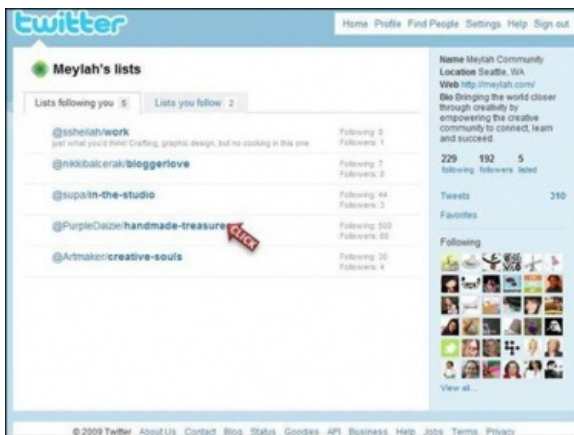 twitter
Home Profile Find People Settings Help Sign out
Meylah's lists
Lists following you 5 Lists you follow 2
@ssheilah/work
just what you'd think! Crafting, graphic design, but no cooking in this one
Following: 8
Followers: 1
@nikkibalcerak/bloggerlove
Following: 7
Followers: 8
@supa/in-the-studio
Following: 44
Followers: 3
@PurpleDaizie/handmade-treasures
CLICK
Following: 500
Followers: 80
@Artmaker/creative-souls
Following: 30
Followers: 4
Name Meylah Community
Location Seattle, WA
Web http://meylah.com/
Bio Bringing the world closer
through creativity by
empowering the creative
community to connect, learn
and succeed.
229 192 5
following followers listed
Tweets 310
Favorites
Following
View all...
© 2009 Twitter About Us Contact Blog Status Goodies API Business Help Jobs Terms Privacy